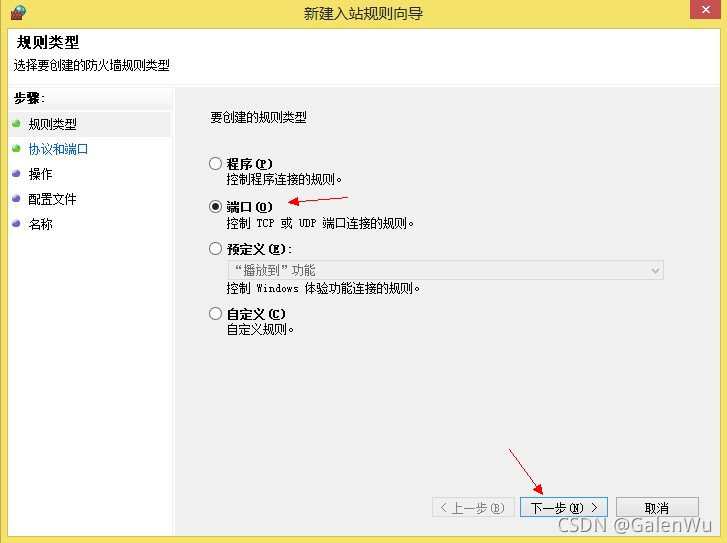 新建入站规则向导
规则类型
选择要创建的防火墙规则类型
步骤:
规则类型
协议和端口
操作
配置文件
名称
要创建的规则类型
程序(P)
控制程序连接的规则。
端口(O)
控制 TCP 或 UDP 端口连接的规则。
预定义(E):
“播放到”功能
控制 Windows 体验功能连接的规则。
自定义(C)
自定义规则。
< 上一步(B)
下一步(N) >
取消
CSDN @GalenWu